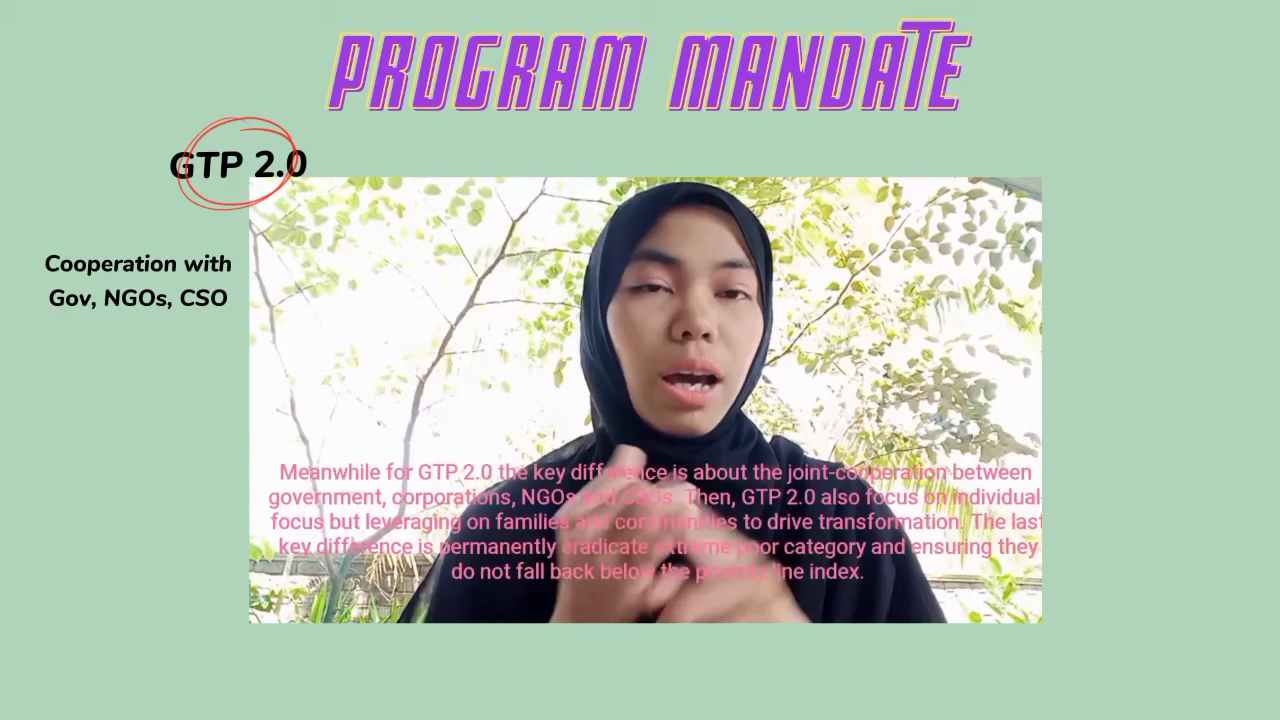 PROGRAM MANDATE
GTP 2.0
Cooperation with
Gov, NGOs, CSO
Meanwhile for GTP 2.0 the key difference is about the joint-cooperation between
government, corporations, NGOs and CSOs. Then, GTP 2.0 also focus on individual-
focus but leveraging on families and communities to drive transformation. The last
key difference is permanently eradicate extreme poor category and ensuring they
do not fall back below the poverty line index.